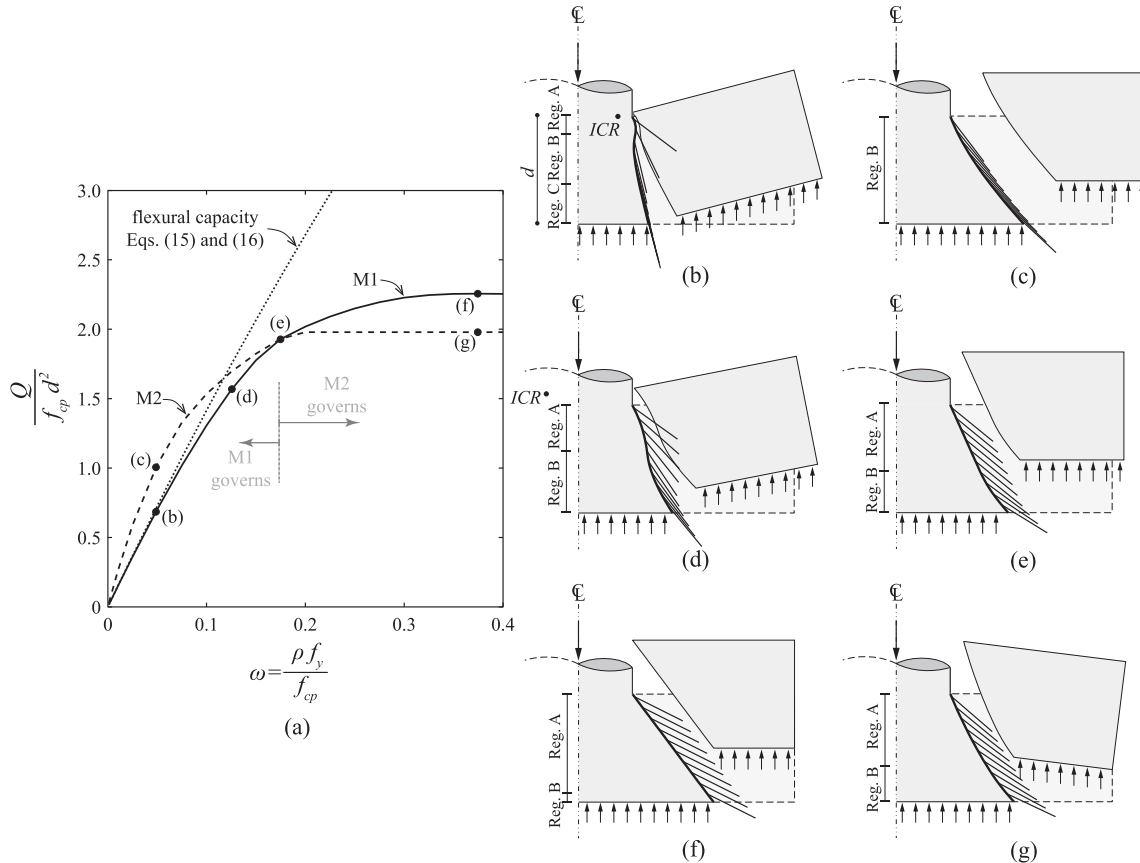 3.0
2.5
2.0
1.5
1.0
0.5
0
0
0.1
0.2
0.3
0.4
Q
f_cp d²
ω = ρ f_y
f_cp
flexural capacity
Eqs. (15) and (16)
M1
M2
(b)
(c)
(d)
(e)
(f)
(g)
M2
governs
M1
governs
(a)
℄
ICR
d
Reg. A
Reg. B
Reg. C
(b)
℄
Reg. B
(c)
℄
ICR
Reg. A
Reg. B
(d)
℄
Reg. A
Reg. B
(e)
℄
Reg. A
Reg. B
(f)
℄
Reg. A
Reg. B
(g)